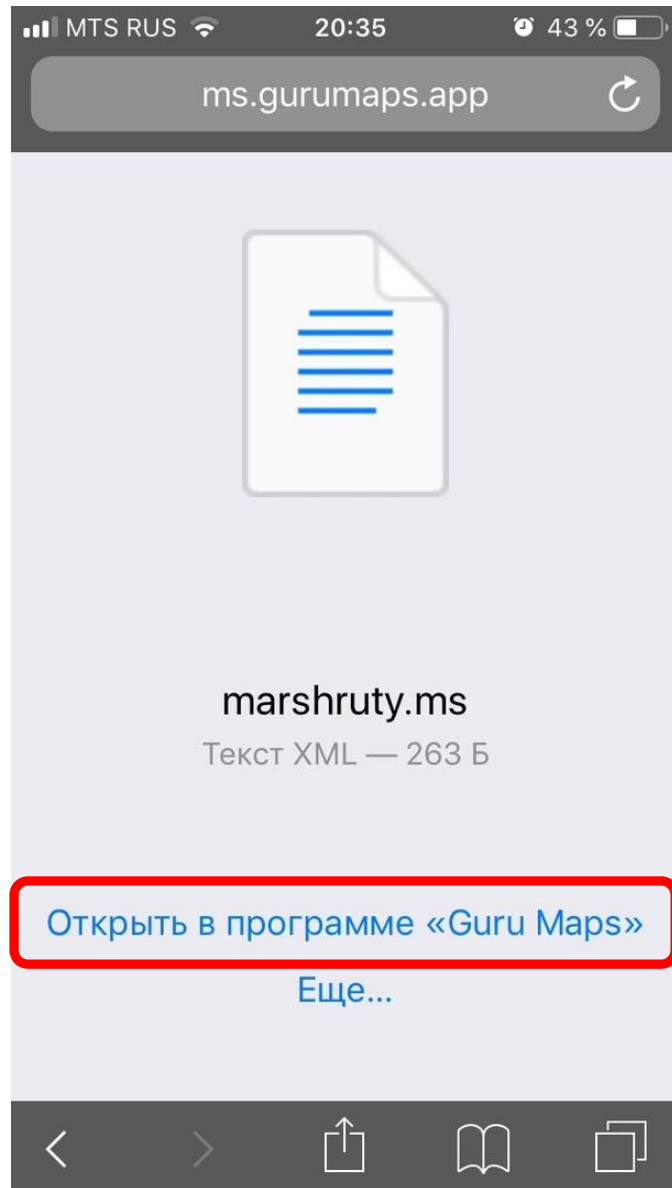 MTS RUS 20:35 43 %
ms.gurumaps.app
marshruty.ms
Текст XML — 263 Б
Открыть в программе «Guru Maps»
Еще...